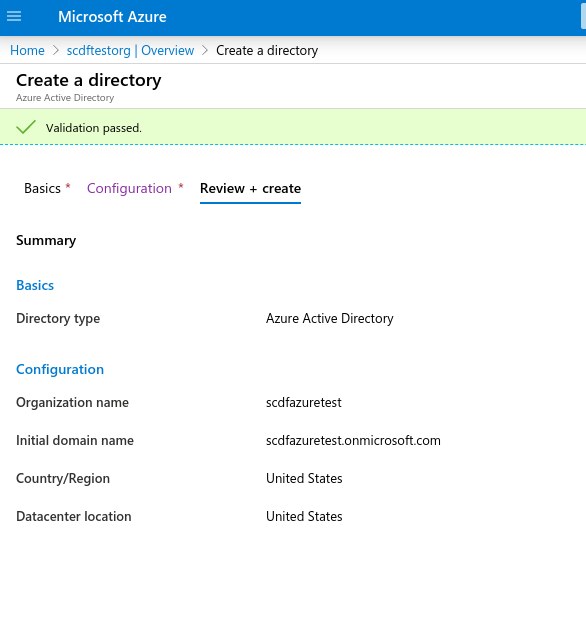 Microsoft Azure
Home > scdftestorg | Overview > Create a directory
Create a directory
Azure Active Directory
Validation passed.
Basics * Configuration * Review + create
Summary
Basics
Directory type Azure Active Directory
Configuration
Organization name scdfazuretest
Initial domain name scdfazuretest.onmicrosoft.com
Country/Region United States
Datacenter location United States